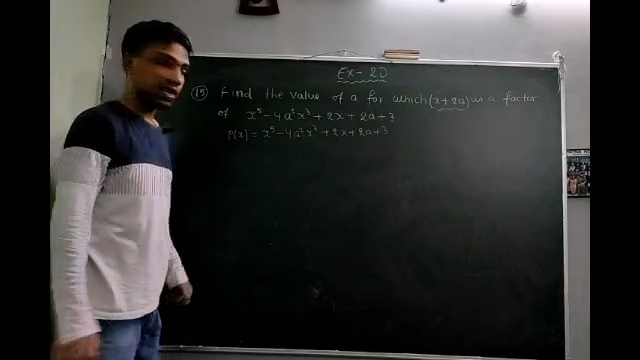 EX - 2D
15 Find the value of a for which (x + 2a) is a factor
of x⁵ - 4a²x³ + 2x + 2a + 3
P(x) = x⁵ - 4a²x³ + 2x + 2a + 3